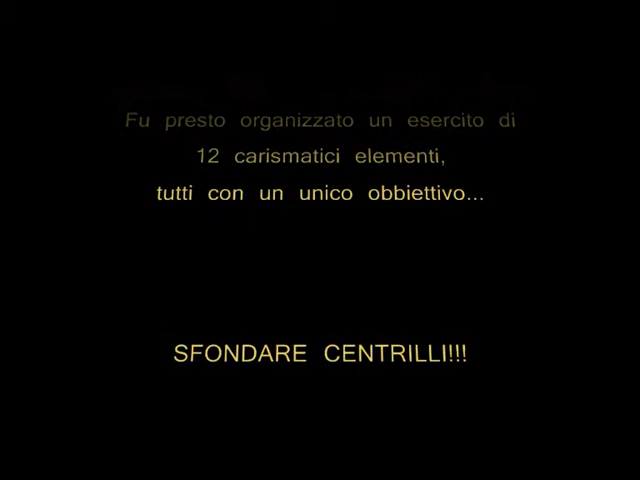 Fu presto organizzato un esercito di
12 carismatici elementi,
tutti con un unico obbiettivo...
SFONDARE CENTRILLI!!!